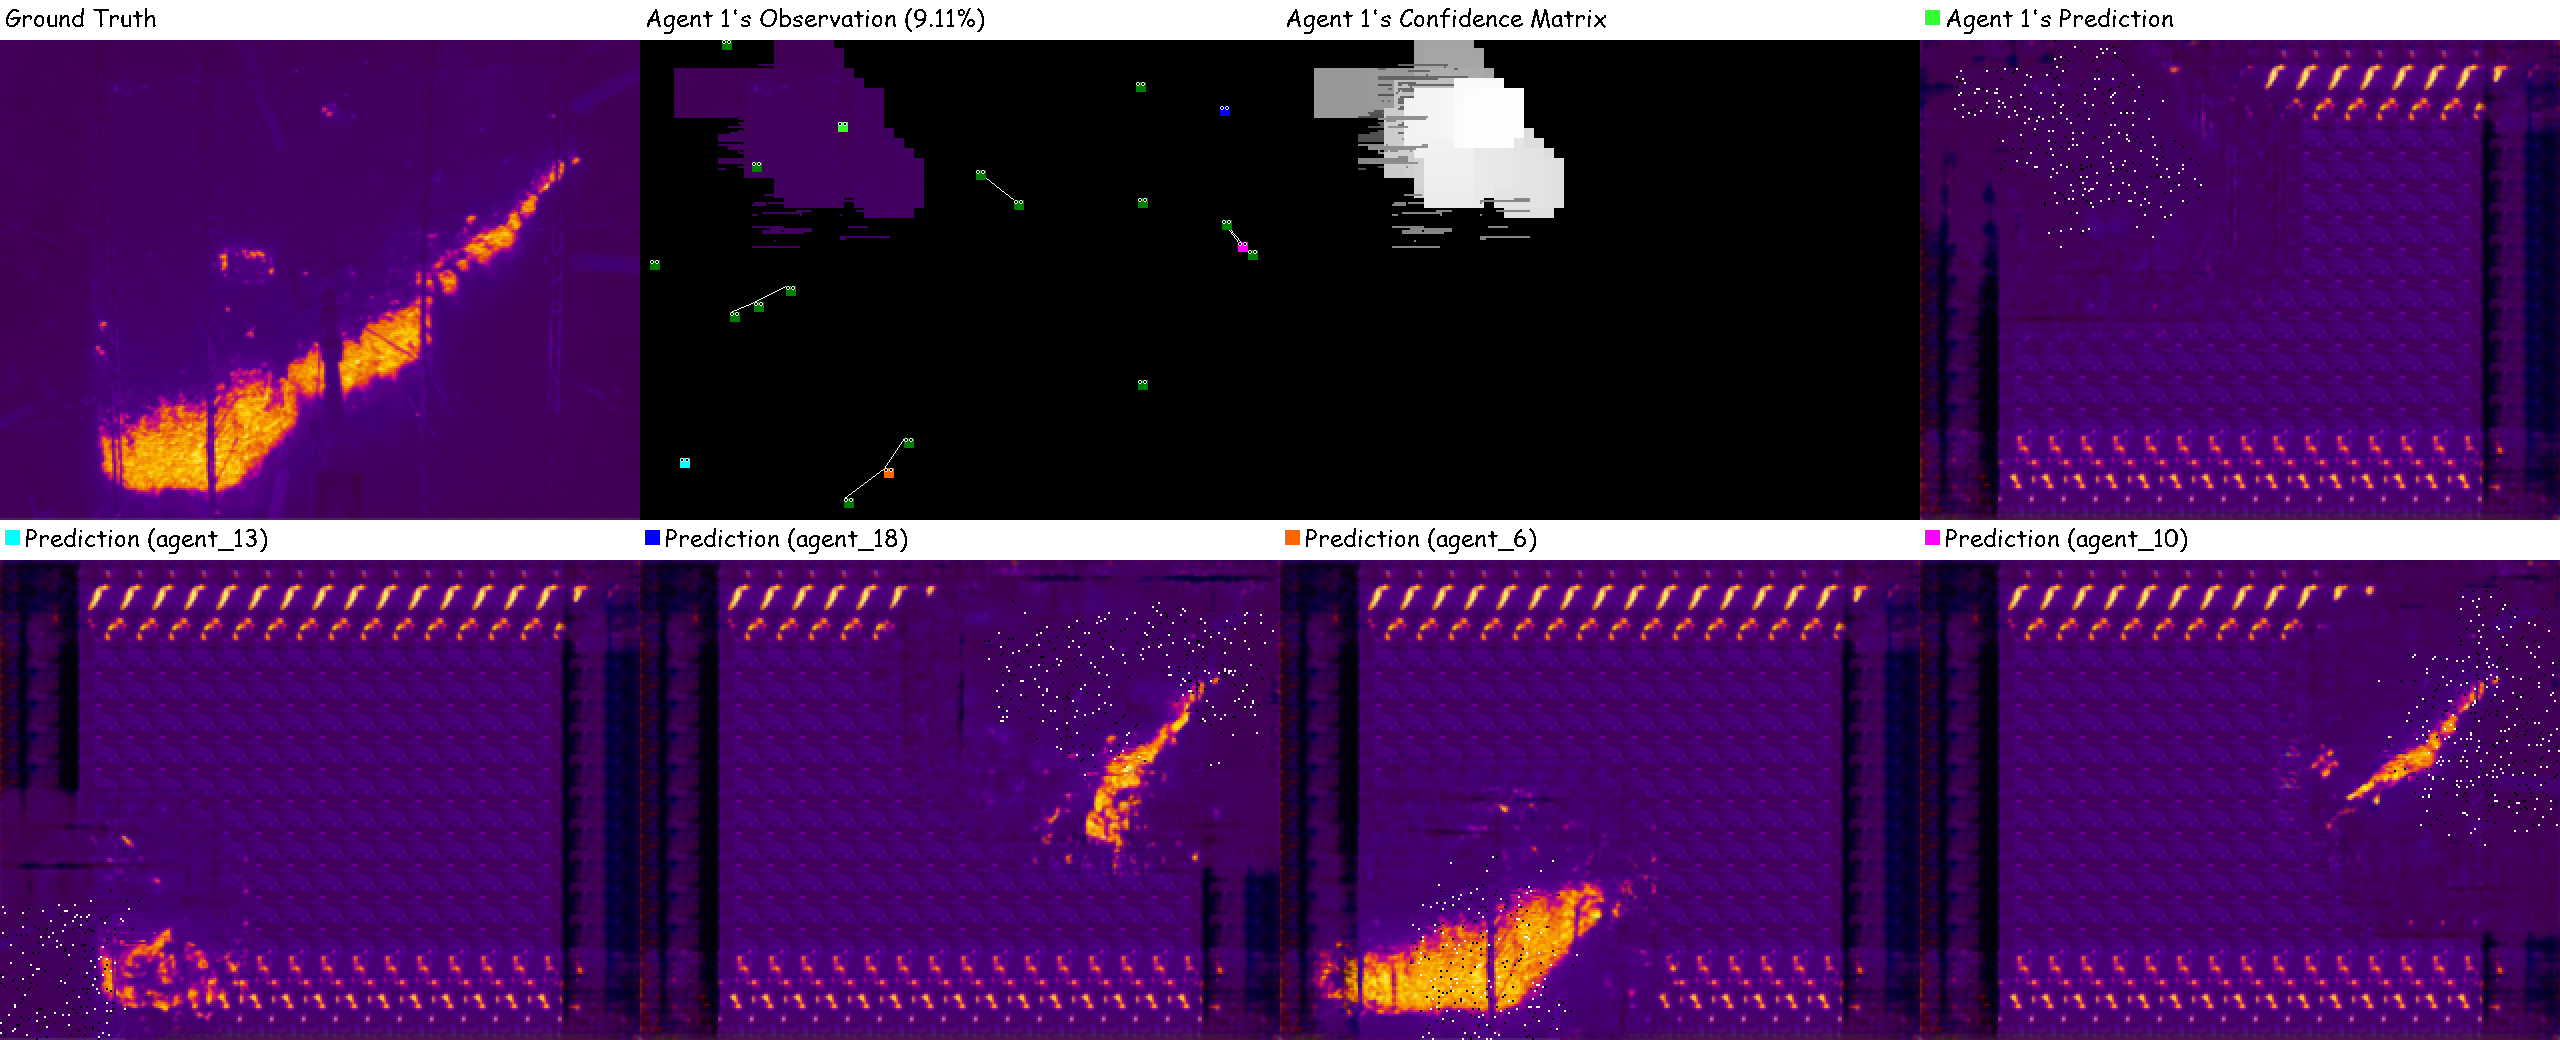 Ground Truth
Agent 1's Observation (9.11%)
Agent 1's Confidence Matrix
Agent 1's Prediction
Prediction (agent_13)
Prediction (agent_18)
Prediction (agent_6)
Prediction (agent_10)